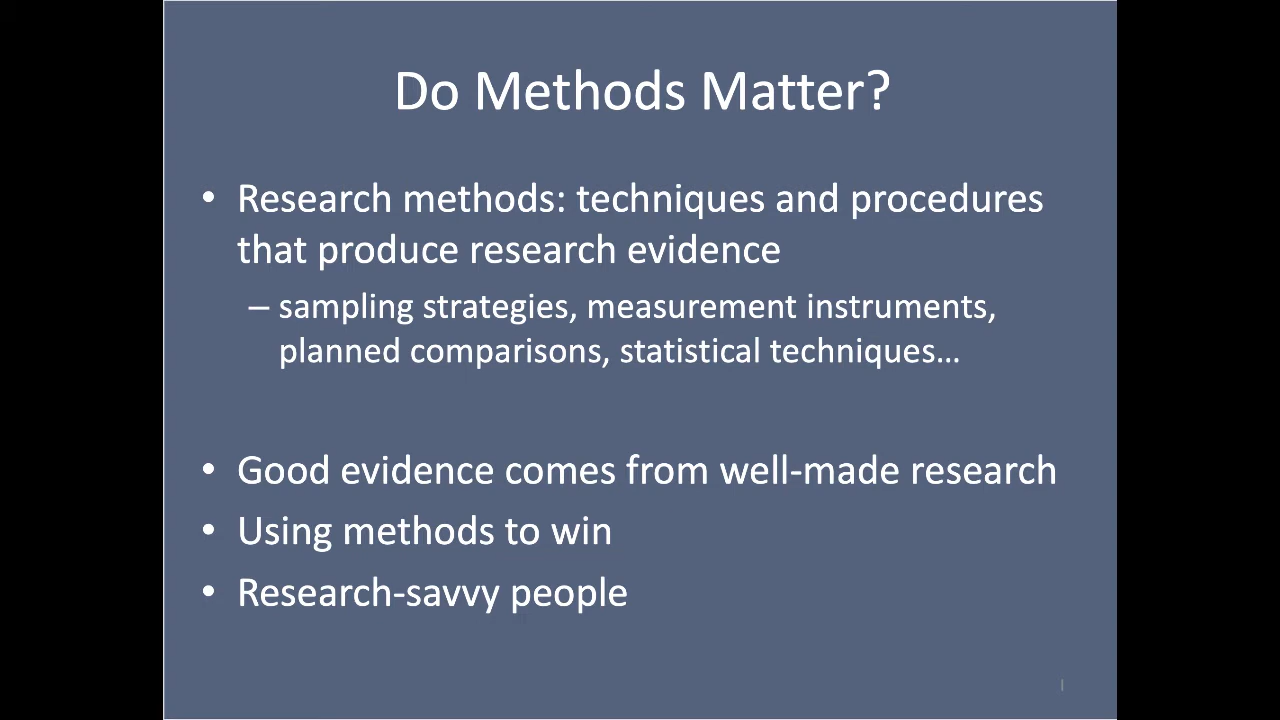 Do Methods Matter?
• Research methods: techniques and procedures
that produce research evidence
– sampling strategies, measurement instruments,
planned comparisons, statistical techniques…
• Good evidence comes from well-made research
• Using methods to win
• Research-savvy people